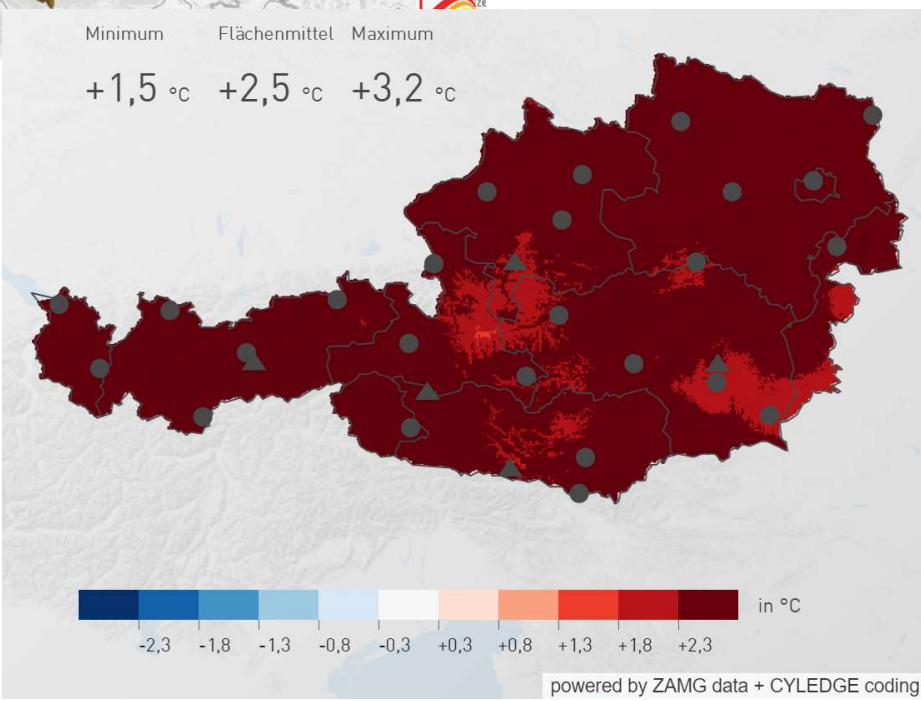 Minimum Flächenmittel Maximum
+1,5 °C +2,5 °C +3,2 °C
in °C
-2,3 -1,8 -1,3 -0,8 -0,3 +0,3 +0,8 +1,3 +1,8 +2,3
powered by ZAMG data + CYLEDGE coding